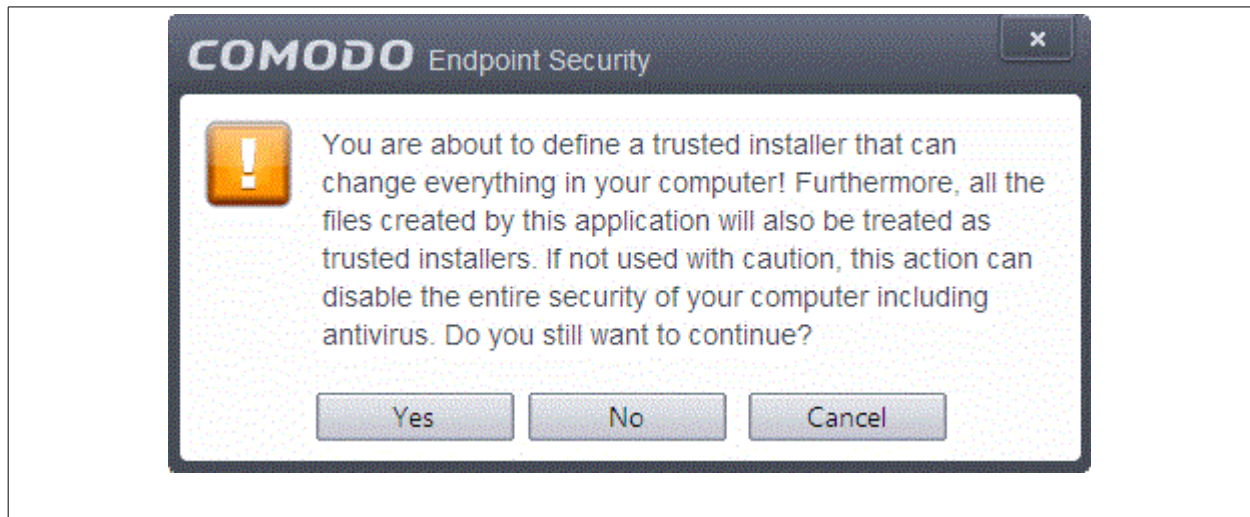 COMODO Endpoint Security
×
You are about to define a trusted installer that can
change everything in your computer! Furthermore, all the
files created by this application will also be treated as
trusted installers. If not used with caution, this action can
disable the entire security of your computer including
antivirus. Do you still want to continue?
Yes No Cancel